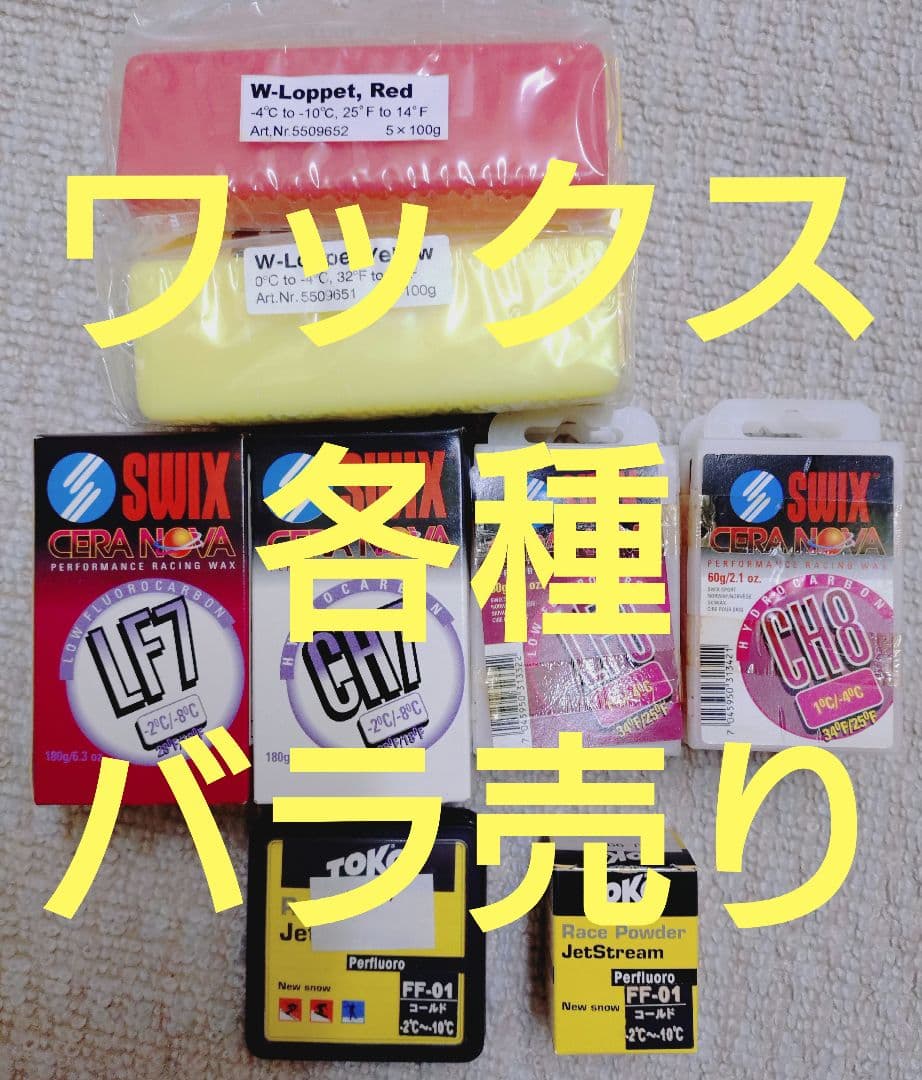 W-Loppet, Red
-4°C to -10°C, 25°F to 14°F
Art,Nr.5509652 5×100g
ワックス
0°C to -4°C, 32°F to
Art.Nr.5509651 100g
SWIX
CERA NOVA
PERFORMANCE RACING WAX
LOW FLUOROCARBON
LF7
-2°C/-8°C
180g/6.3 oz.
SWIX
CERA NOVA
CH7
-2°C/-8°C
180g
各種
SWIX
CERA NOVA
PERFORMANCE RACING WAX
60g/2.1 oz.
HYDROCARBON
CH8
1°C/-4°C
34°F/25°F
7 045950 313421
34°F/25°F
バラ売り
TOKO
Jet
Perfluoro
New snow
FF-01
コールド
-2℃~-10℃
TOKO
Race Powder
JetStream
Perfluoro
New snow
FF-01
コールド
-2℃~-10℃